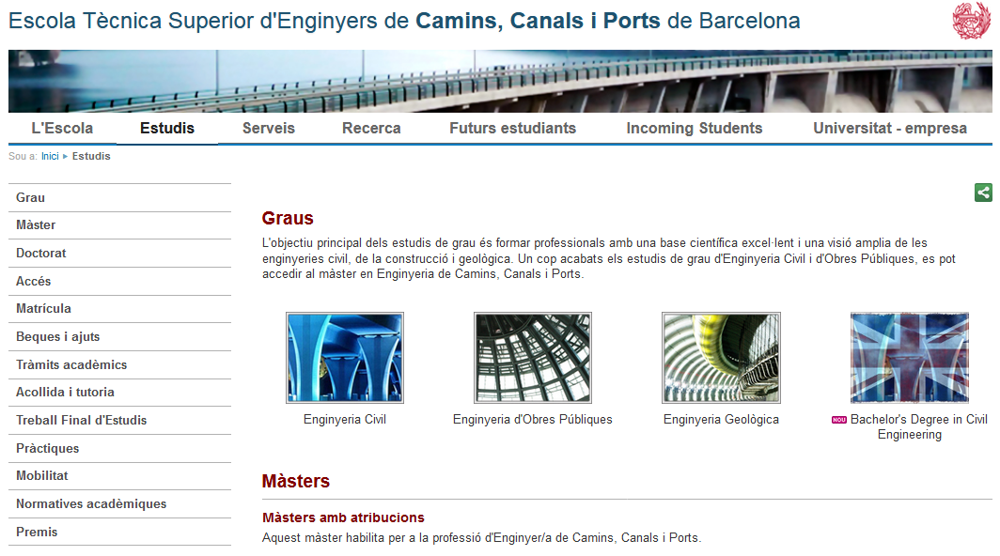 Escola Tècnica Superior d'Enginyers de Camins, Canals i Ports de Barcelona
L'Escola Estudis Serveis Recerca Futurs estudiants Incoming Students Universitat - empresa
Sou a: Inici ▸ Estudis
Grau
Màster
Doctorat
Accés
Matrícula
Beques i ajuts
Tràmits acadèmics
Acollida i tutoria
Treball Final d'Estudis
Pràctiques
Mobilitat
Normatives acadèmiques
Premis
Graus
L'objectiu principal dels estudis de grau és formar professionals amb una base científica excel·lent i una visió amplia de les
enginyeries civil, de la construcció i geològica. Un cop acabats els estudis de grau d'Enginyeria Civil i d'Obres Públiques, es pot
accedir al màster en Enginyeria de Camins, Canals i Ports.
Enginyeria Civil
Enginyeria d'Obres Públiques
Enginyeria Geològica
NOU Bachelor's Degree in Civil
Engineering
Màsters
Màsters amb atribucions
Aquest màster habilita per a la professió d'Enginyer/a de Camins, Canals i Ports.